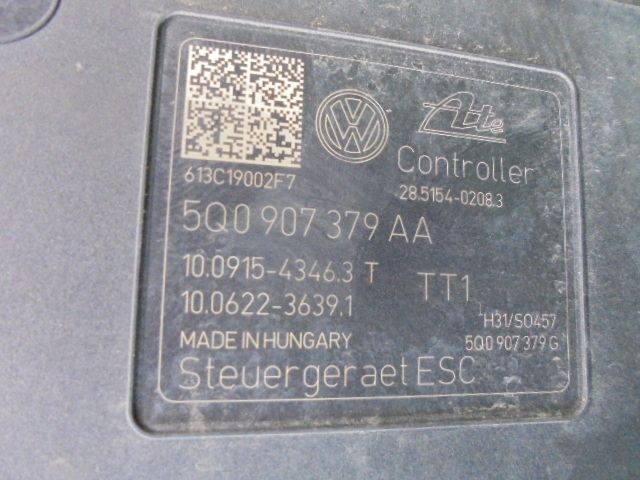 613C19002F7
VW
Ate
Controller
28.5154-0208.3
5Q0 907 379 AA
10.0915-4346.3 T
TT1
10.0622-3639.1
H31/S0457
MADE IN HUNGARY
5Q0 907 379 G
Steuergeraet ESC